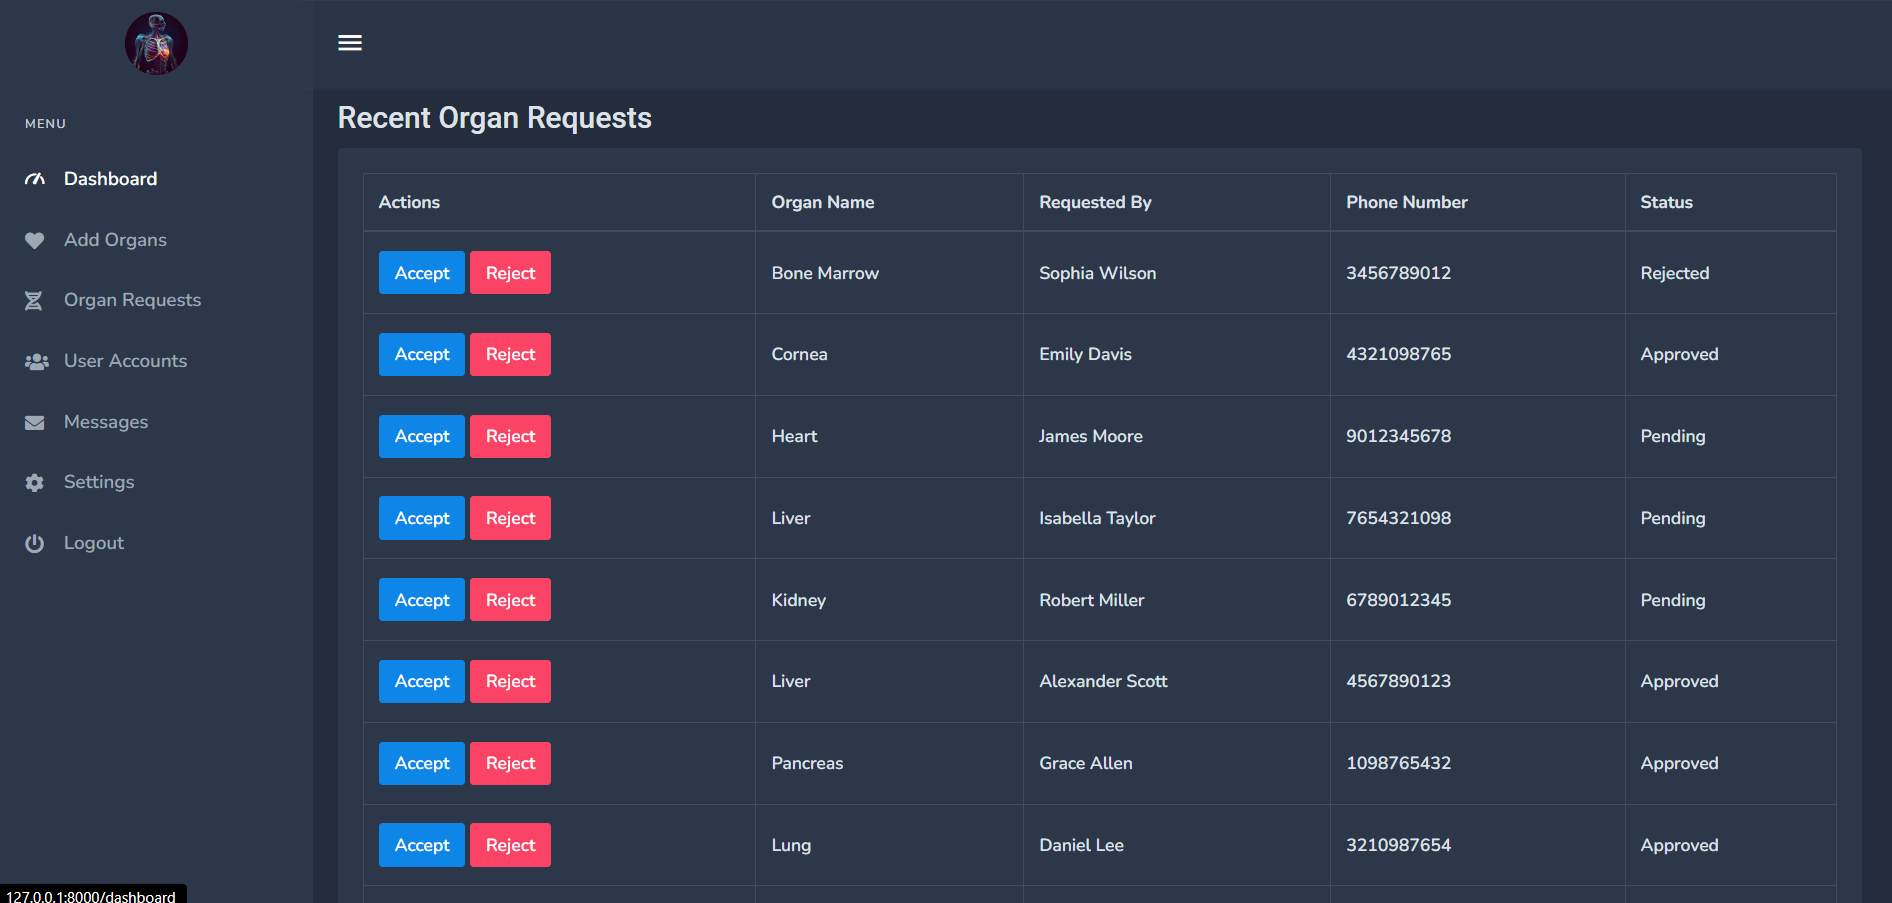 MENU
Dashboard
Add Organs
Organ Requests
User Accounts
Messages
Settings
Logout
Recent Organ Requests
Actions Organ Name Requested By Phone Number Status
Accept Reject Bone Marrow Sophia Wilson 3456789012 Rejected
Accept Reject Cornea Emily Davis 4321098765 Approved
Accept Reject Heart James Moore 9012345678 Pending
Accept Reject Liver Isabella Taylor 7654321098 Pending
Accept Reject Kidney Robert Miller 6789012345 Pending
Accept Reject Liver Alexander Scott 4567890123 Approved
Accept Reject Pancreas Grace Allen 1098765432 Approved
Accept Reject Lung Daniel Lee 3210987654 Approved
127.0.0.1:8000/dashboard